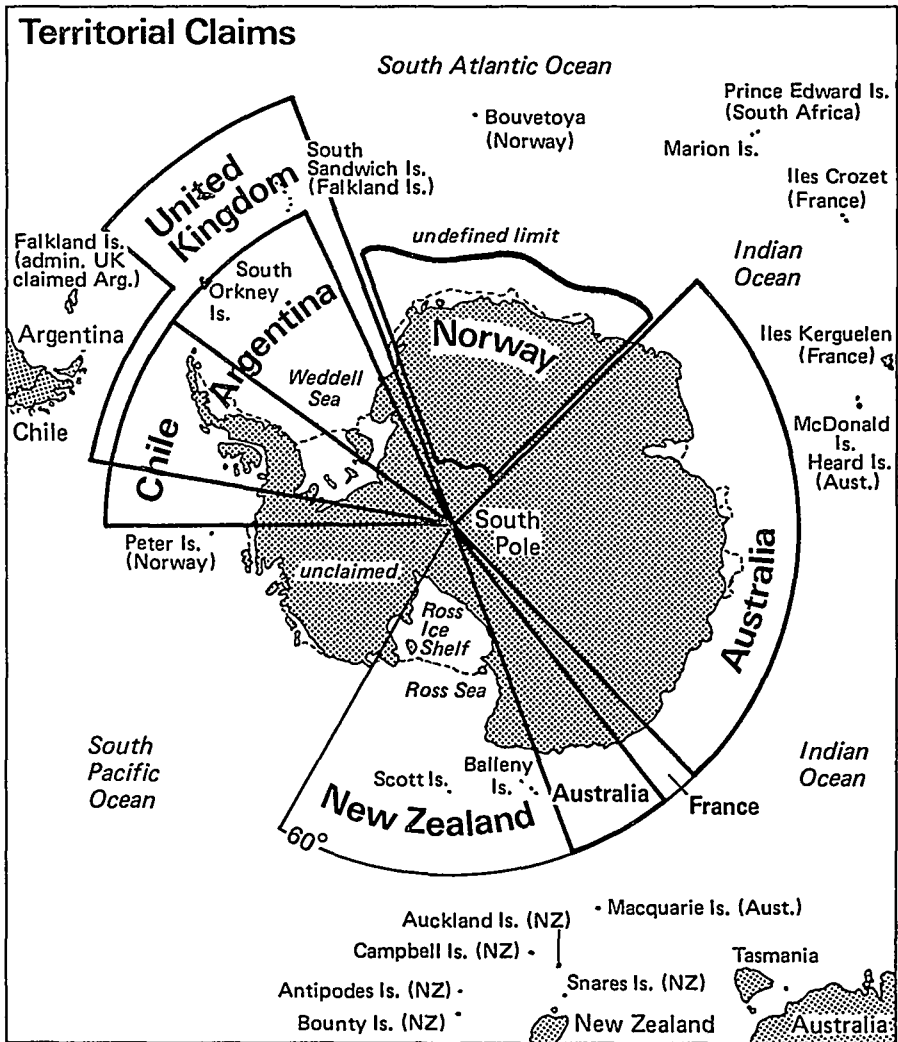 Territorial Claims
South Atlantic Ocean
Prince Edward Is.
(South Africa)
Marion Is.
Bouvetoya
(Norway)
South
Sandwich Is.
(Falkland Is.)
Iles Crozet
(France)
United
Kingdom
undefined limit
Indian
Ocean
Falkland Is.
(admin. UK
claimed Arg.)
South
Orkney
Is.
Argentina
Norway
Argentina
Iles Kerguelen
(France)
Weddell
Sea
Chile
Chile
McDonald
Is.
Heard Is.
(Aust.)
South
Pole
Peter Is.
(Norway)
unclaimed
Australia
Ross
Ice
Shelf
Ross Sea
South
Pacific
Ocean
Indian
Ocean
Balleny
Is.
Scott Is.
Australia
France
New Zealand
60°
Auckland Is. (NZ)
Macquarie Is. (Aust.)
Campbell Is. (NZ)
Tasmania
Antipodes Is. (NZ)
Snares Is. (NZ)
Bounty Is. (NZ)
New Zealand
Australia